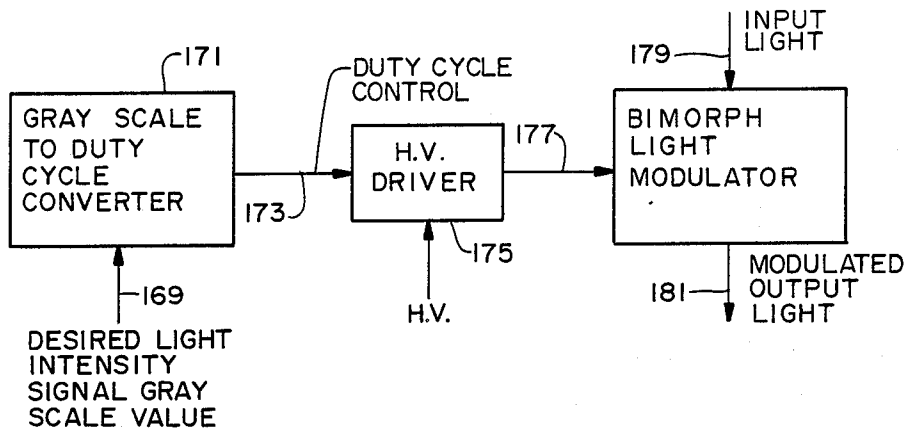 171
GRAY SCALE
TO DUTY
CYCLE
CONVERTER
169
DESIRED LIGHT
INTENSITY
SIGNAL GRAY
SCALE VALUE
DUTY CYCLE
CONTROL
173
H.V.
DRIVER
175
H.V.
177
INPUT
LIGHT
179
BIMORPH
LIGHT
MODULATOR
181
MODULATED
OUTPUT
LIGHT